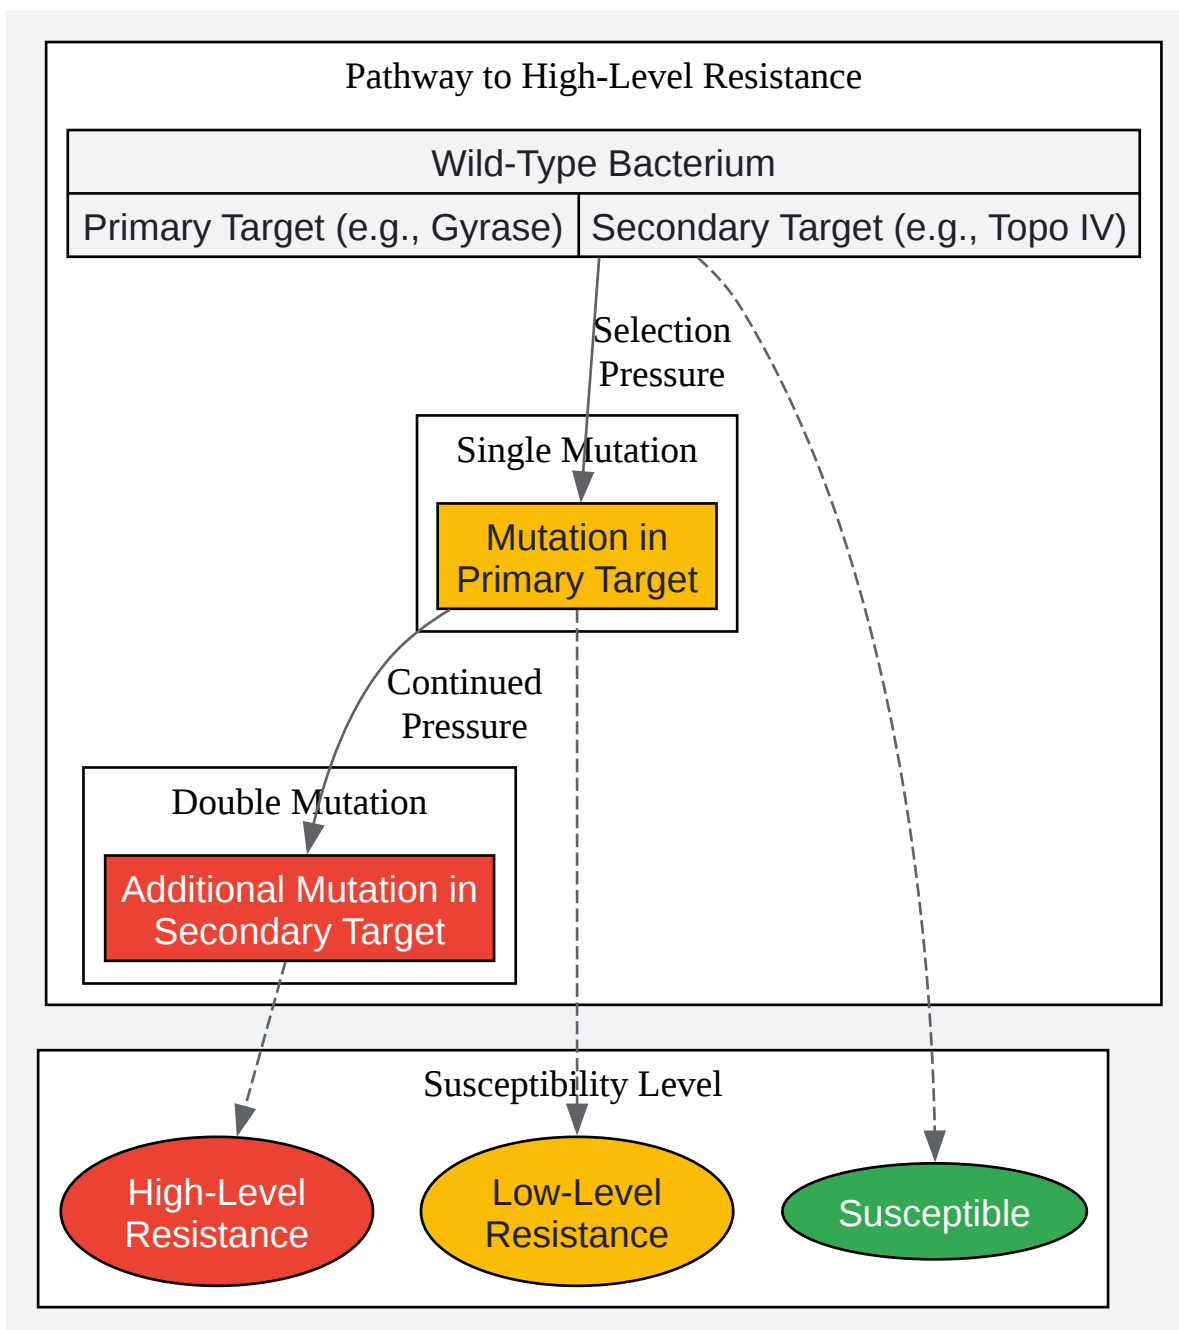 Pathway to High-Level Resistance
Wild-Type Bacterium
Primary Target (e.g., Gyrase)
Secondary Target (e.g., Topo IV)
Selection
Pressure
Single Mutation
Mutation in
Primary Target
Continued
Pressure
Double Mutation
Additional Mutation in
Secondary Target
Susceptibility Level
High-Level
Resistance
Low-Level
Resistance
Susceptible